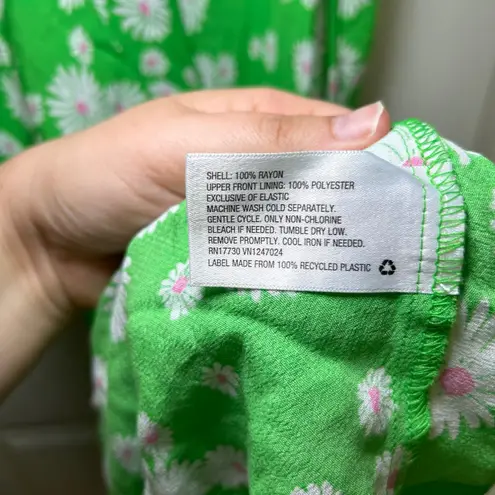 SHELL: 100% RAYON
UPPER FRONT LINING: 100% POLYESTER
EXCLUSIVE OF ELASTIC
MACHINE WASH COLD SEPARATELY.
GENTLE CYCLE. ONLY NON-CHLORINE
BLEACH IF NEEDED. TUMBLE DRY LOW.
REMOVE PROMPTLY. COOL IRON IF NEEDED.
RN17730 VN1247024
LABEL MADE FROM 100% RECYCLED PLASTIC